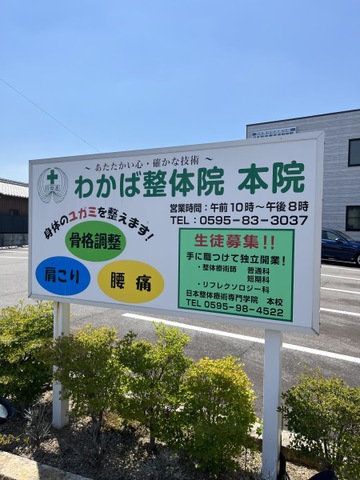 ～ あたたかい心・確かな技術 ～
わかば整体院 本院
営業時間：午前10時～午後8時
TEL：0595-83-3037
身体のユガミを整えます！
骨格調整
肩こり
腰痛
生徒募集！！
手に職つけて独立開業！
・整体療術師 普通科
短期科
・リフレクソロジー科
日本整体療術専門学院 本校
TEL 0595-98-4522